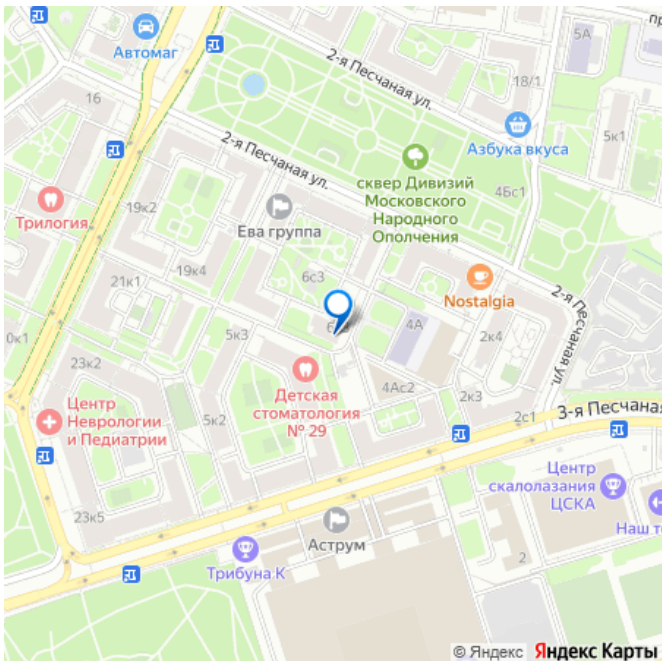 пр
Автомаг
2-я Песчаная ул.
5А
18/1
16
5к1
Азбука вкуса
2-я Песчаная ул.
сквер Дивизий
Московского
Народного
Ополчения
4Бс1
Трилогия
19к2
Ева группа
19к4
6с3
21к1
Nostalgia
2-я Песчаная ул.
0к1
5к3
4А
2к4
23к2
Детская
стоматология
№ 29
4Ас2
2к3
Центр
Неврологии
и Педиатрии
5к2
2с1
3-я Песчаная
Центр
скалолазания
ЦСКА
23к5
Аструм
Наш т
Трибуна К
2
© Яндекс Яндекс Карты